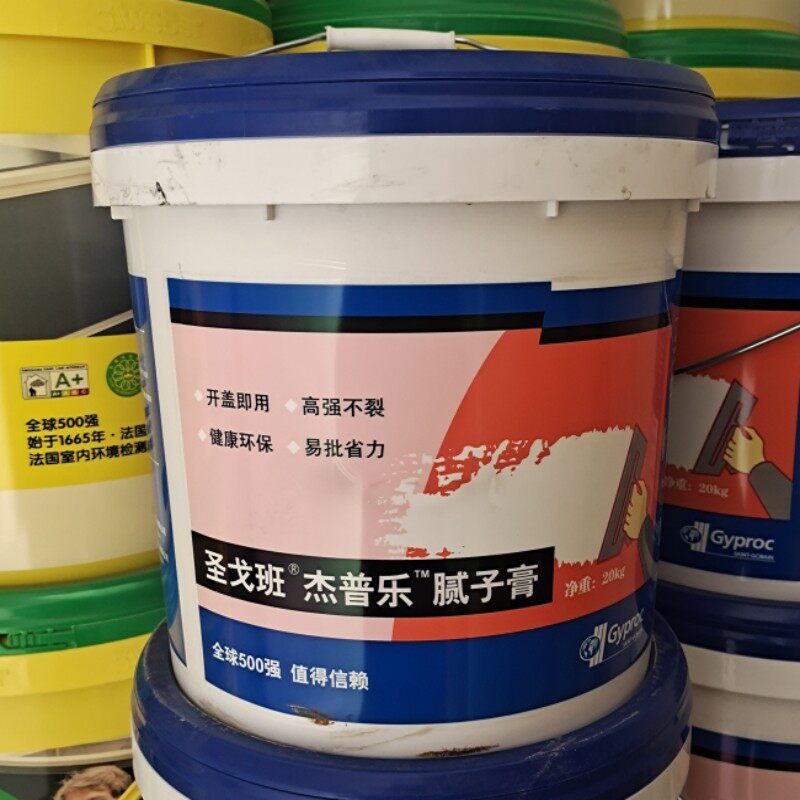 开盖即用 高强不裂
健康环保 易批省力
圣戈班® 杰普乐™ 腻子膏
净重：20kg
全球500强 值得信赖
Gyproc
A+
全球500强
始于1665年·法国
法国室内环境检测
净重：20kg
Gyproc
SAINT-GOBAIN